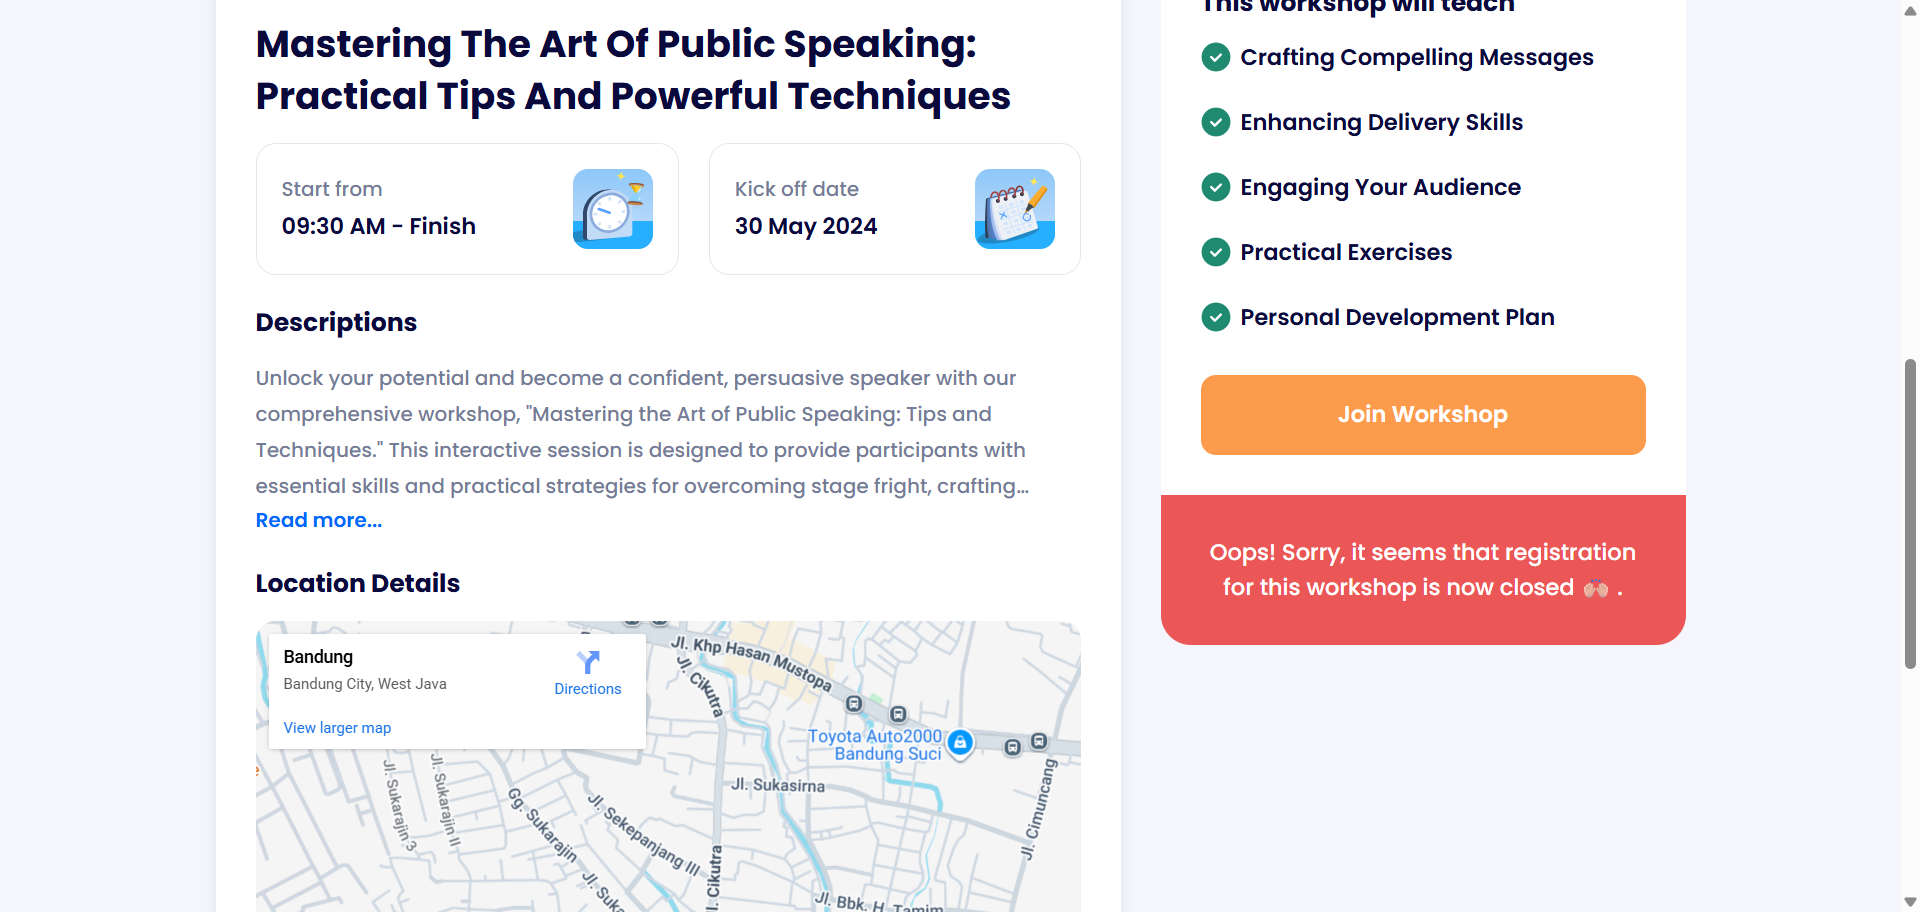 Mastering The Art Of Public Speaking:
Practical Tips And Powerful Techniques
Start from
09:30 AM - Finish
Kick off date
30 May 2024
Descriptions
Unlock your potential and become a confident, persuasive speaker with our
comprehensive workshop, "Mastering the Art of Public Speaking: Tips and
Techniques." This interactive session is designed to provide participants with
essential skills and practical strategies for overcoming stage fright, crafting...
Read more...
Location Details
Bandung
Bandung City, West Java
Directions
View larger map
Jl. Khp Hasan Mustopa
Jl. Cikutra
Toyota Auto2000
Bandung Suci
Jl. Sukasirna
Jl. Cimuncang
Jl. Sukarajin 3
Jl. Sukarajin II
Gg. Sukarajin
Jl. Sekepanjang III
Jl. Cikutra
Jl. Bbk. H. Tamim
This workshop will teach
Crafting Compelling Messages
Enhancing Delivery Skills
Engaging Your Audience
Practical Exercises
Personal Development Plan
Join Workshop
Oops! Sorry, it seems that registration
for this workshop is now closed 🙌🏻 .